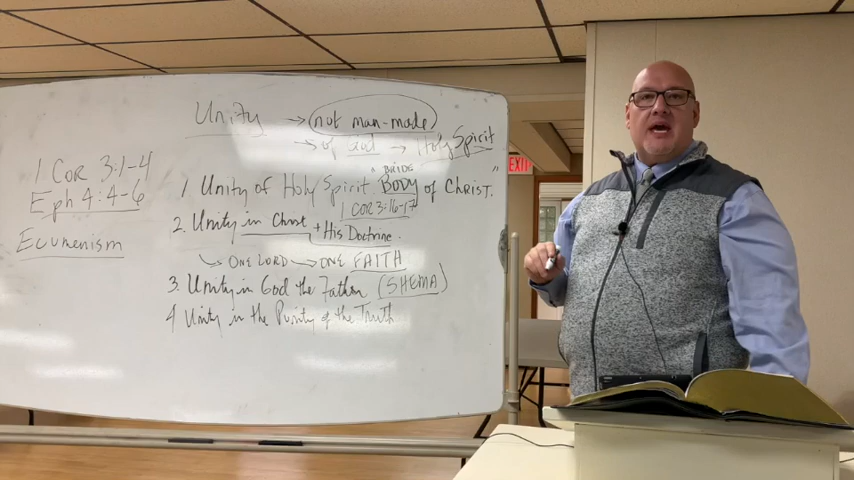 Unity → not man-made
→ of God → Holy Spirit
1 COR 3:1-4
Eph 4:4-6
Ecumenism
EXIT
"BRIDE
1 Unity of Holy Spirit. BODY of CHRIST."
1 COR 3:16-17
2. Unity in Christ + His Doctrine.
↳ ONE LORD → ONE FAITH
3. Unity in God the Father (SHEMA)
4 Unity in the Purity of the Truth